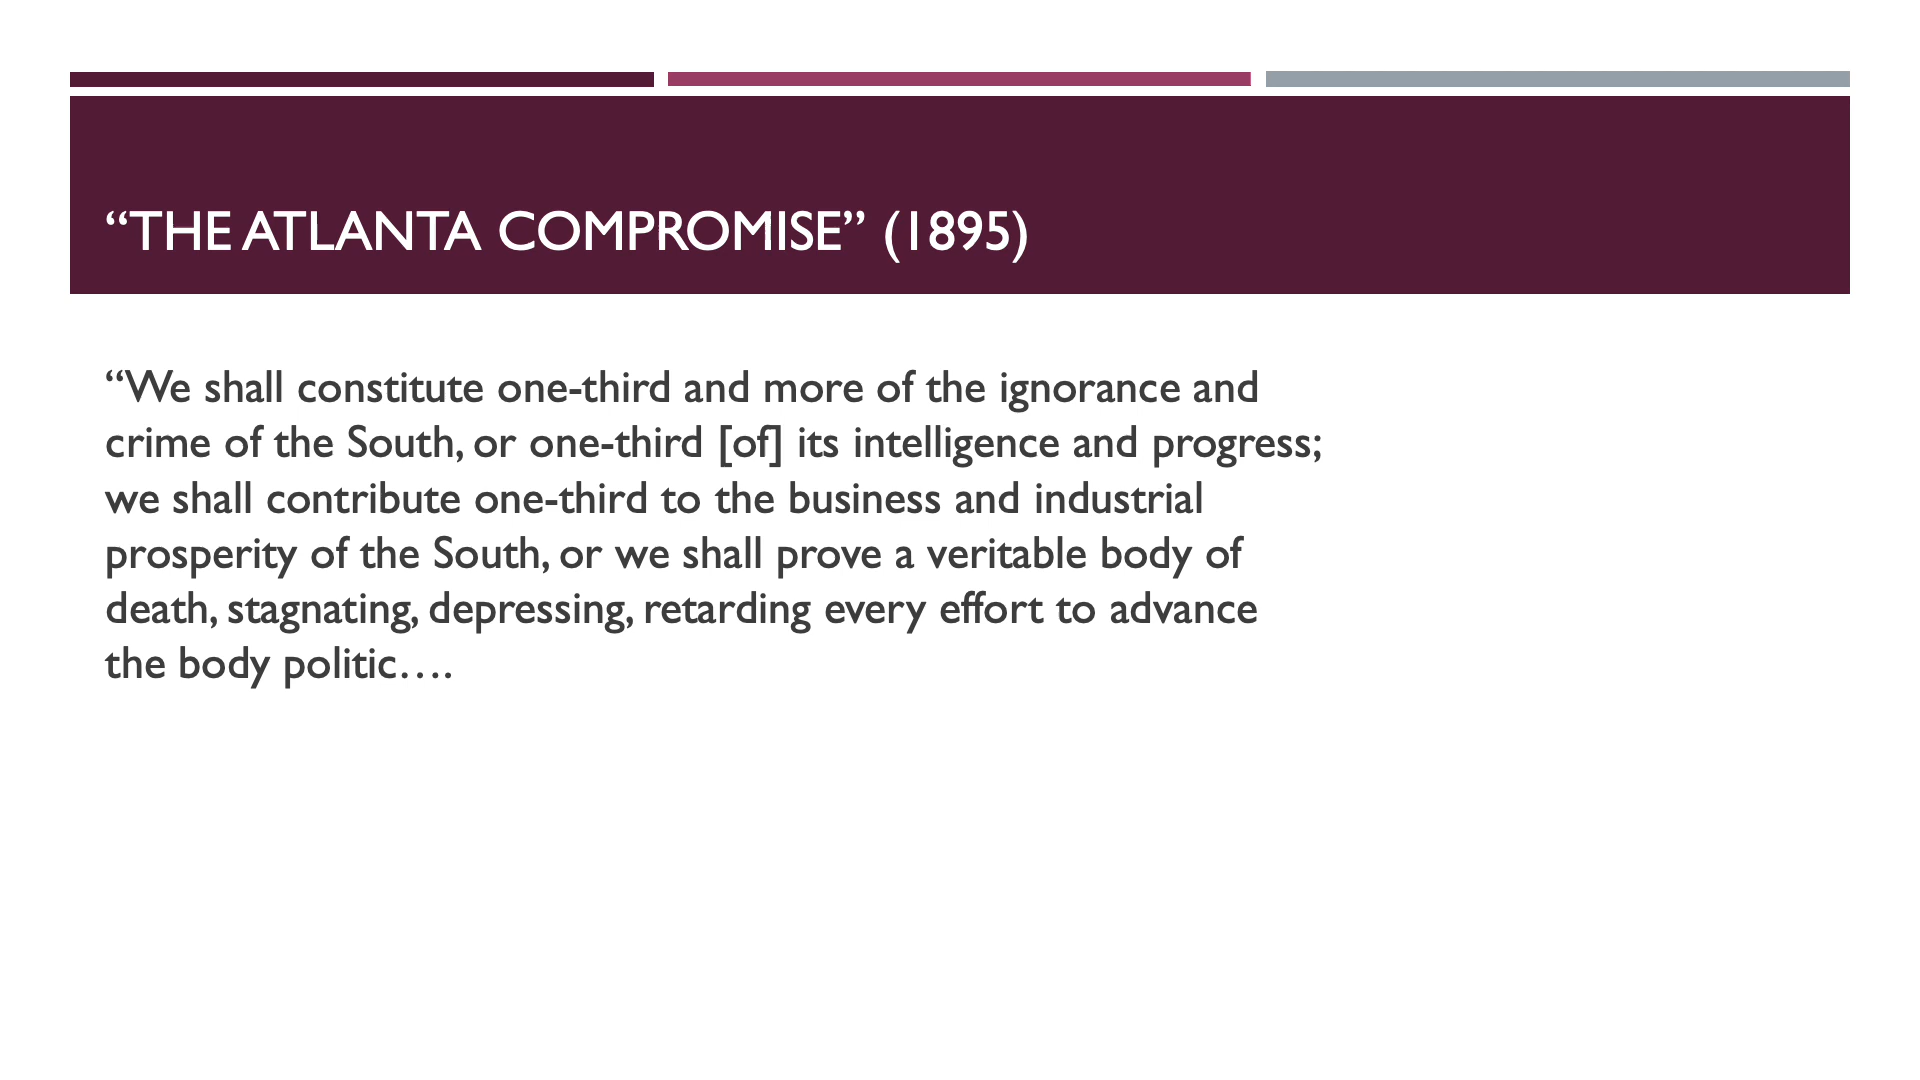 “THE ATLANTA COMPROMISE” (1895)
“We shall constitute one-third and more of the ignorance and
crime of the South, or one-third [of] its intelligence and progress;
we shall contribute one-third to the business and industrial
prosperity of the South, or we shall prove a veritable body of
death, stagnating, depressing, retarding every effort to advance
the body politic….